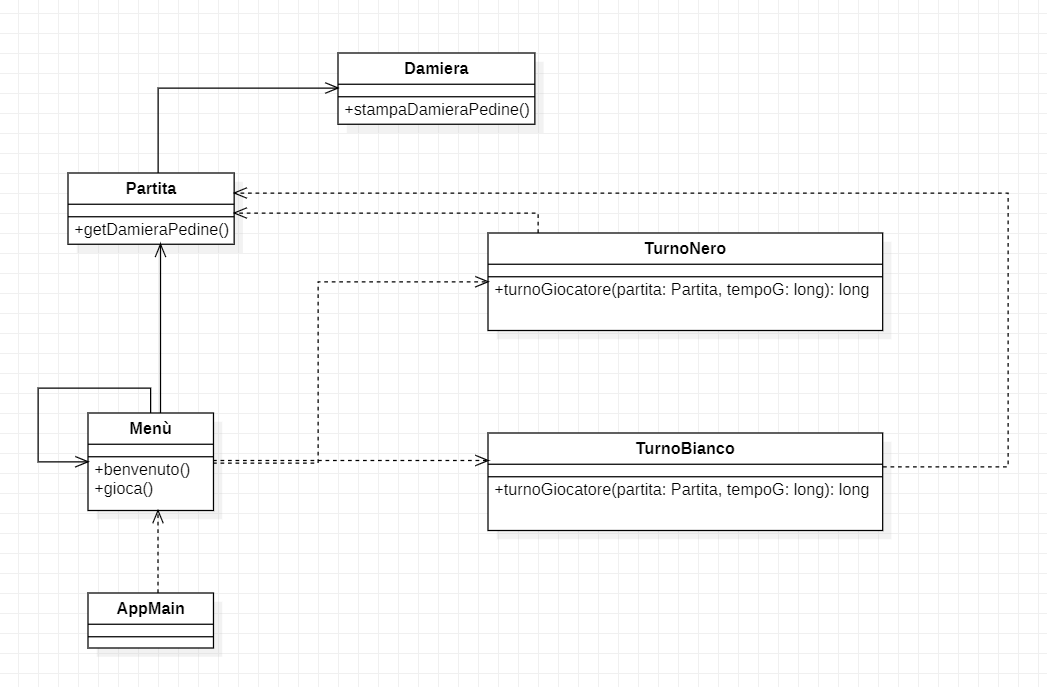 Damiera
+stampaDamieraPedine()
Partita
+getDamieraPedine()
TurnoNero
+turnoGiocatore(partita: Partita, tempoG: long): long
Menù
+benvenuto()
+gioca()
TurnoBianco
+turnoGiocatore(partita: Partita, tempoG: long): long
AppMain